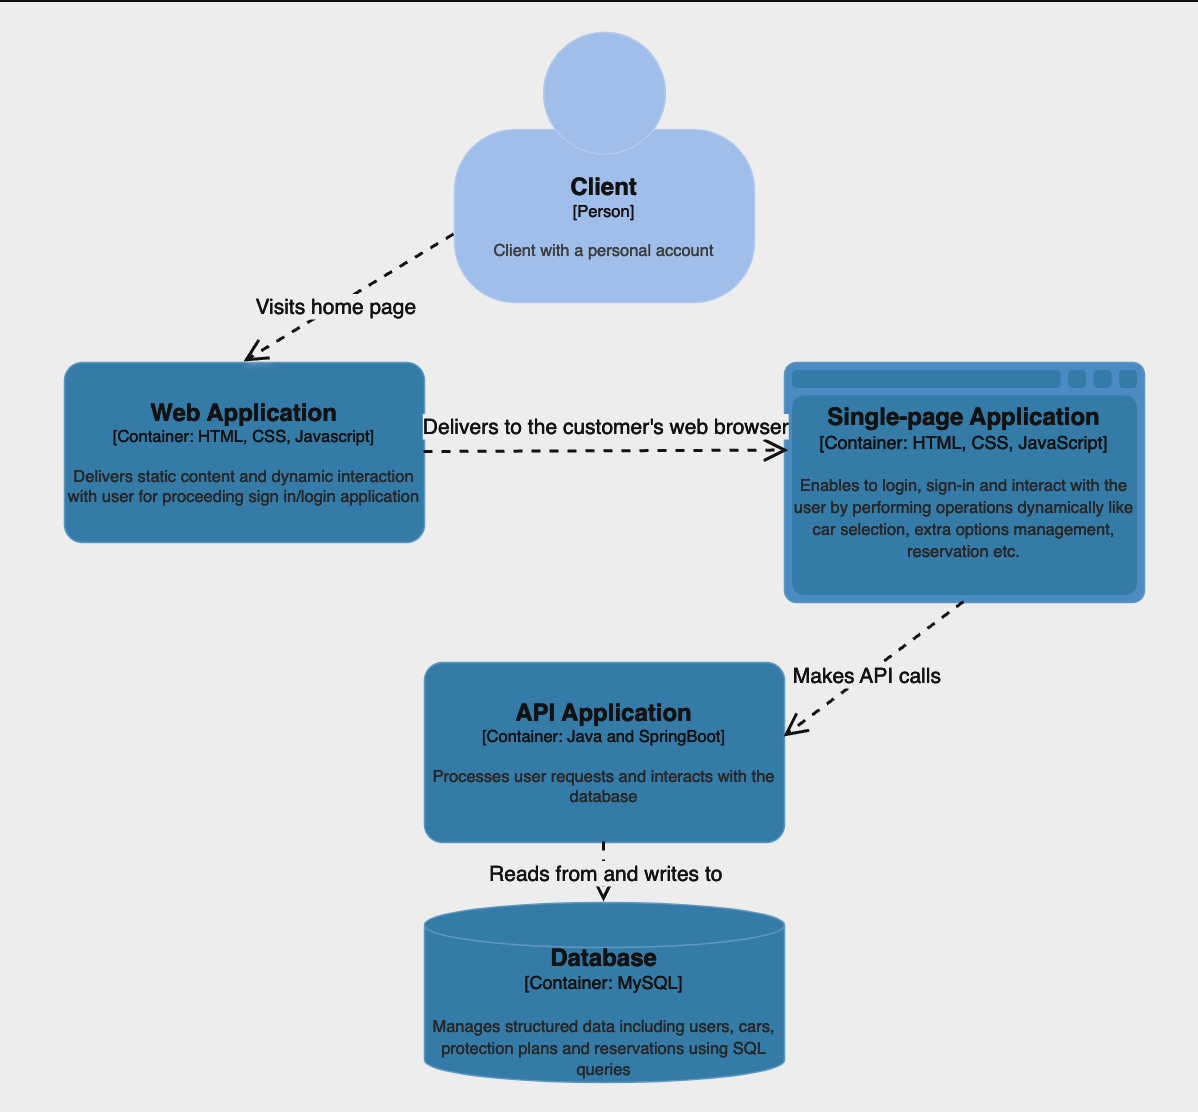 Client
[Person]
Client with a personal account
Visits home page
Web Application
[Container: HTML, CSS, Javascript]
Delivers static content and dynamic interaction
with user for proceeding sign in/login application
Delivers to the customer's web browser
Single-page Application
[Container: HTML, CSS, JavaScript]
Enables to login, sign-in and interact with the
user by performing operations dynamically like
car selection, extra options management,
reservation etc.
Makes API calls
API Application
[Container: Java and SpringBoot]
Processes user requests and interacts with the
database
Reads from and writes to
Database
[Container: MySQL]
Manages structured data including users, cars,
protection plans and reservations using SQL
queries